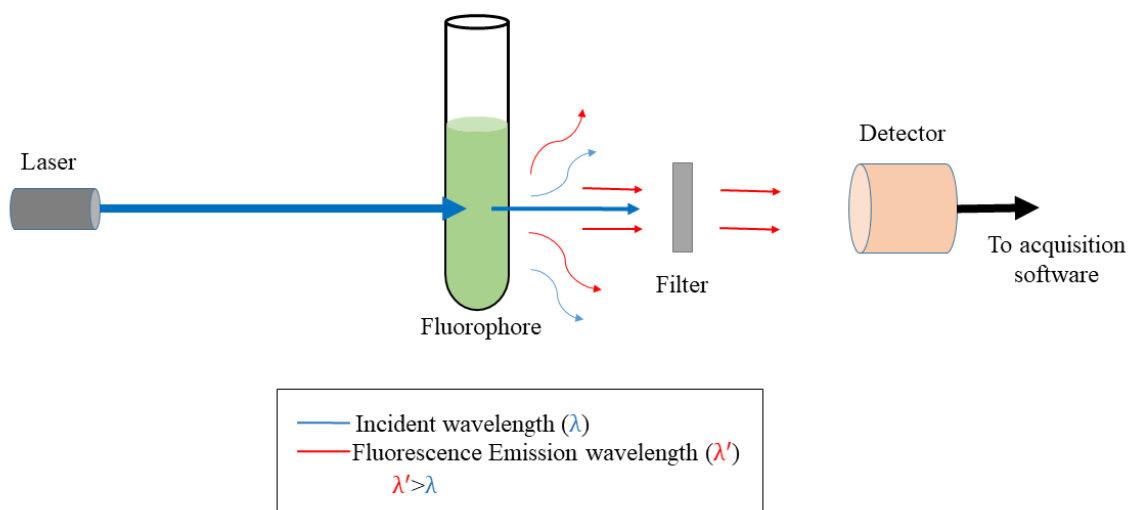 Laser
Fluorophore
Filter
Detector
To acquisition
software
Incident wavelength (λ)
Fluorescence Emission wavelength (λ′)
λ′>λ